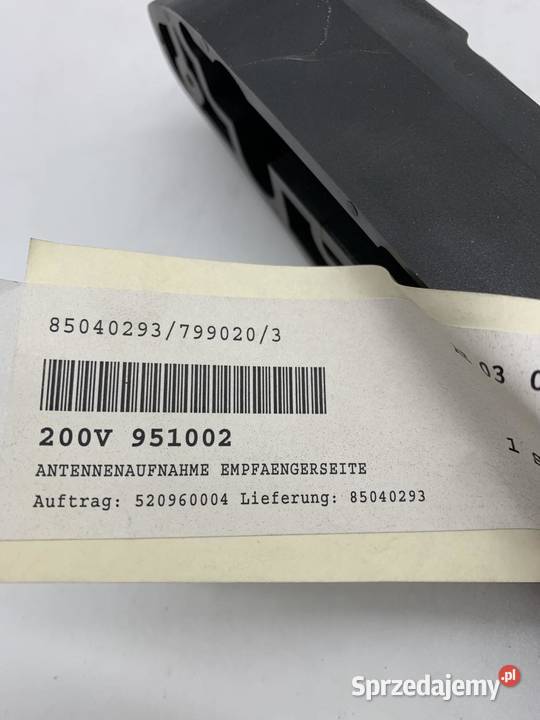 85040293/799020/3
03
200V 951002
1
ANTENNENAUFNAHME EMPFAENGERSEITE
Auftrag: 520960004 Lieferung: 85040293
Sprzedajemy.pl